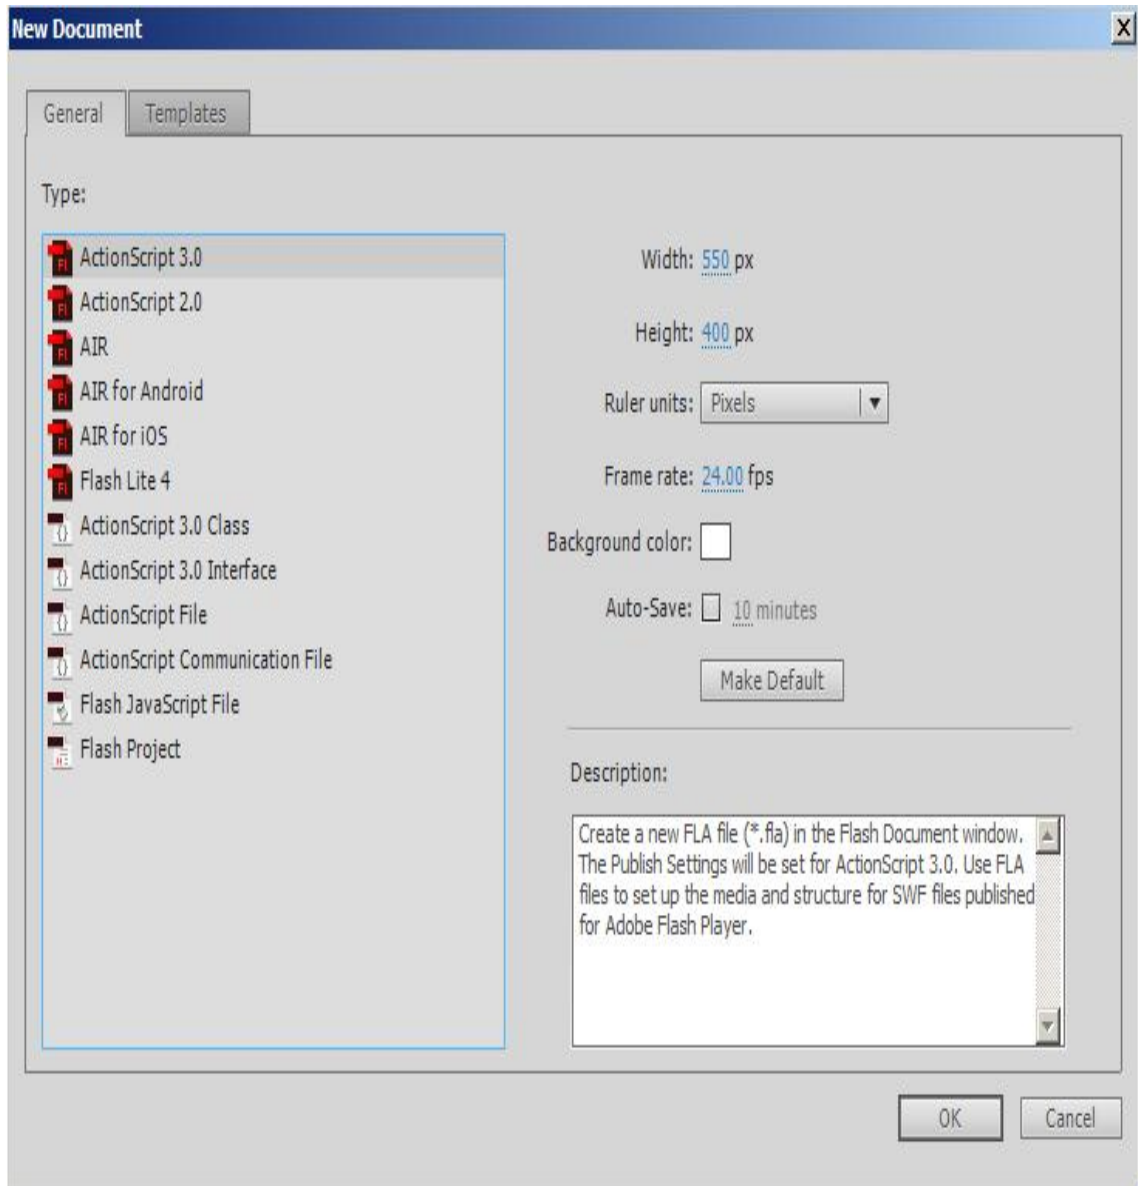 New Document
X
General
Templates
Type:
ActionScript 3.0
ActionScript 2.0
AIR
AIR for Android
AIR for iOS
Flash Lite 4
ActionScript 3.0 Class
ActionScript 3.0 Interface
ActionScript File
ActionScript Communication File
Flash JavaScript File
Flash Project
Width: 550 px
Height: 400 px
Ruler units: Pixels
Frame rate: 24.00 fps
Background color:
Auto-Save: 10 minutes
Make Default
Description:
Create a new FLA file (*.fla) in the Flash Document window.
The Publish Settings will be set for ActionScript 3.0. Use FLA
files to set up the media and structure for SWF files published
for Adobe Flash Player.
OK
Cancel